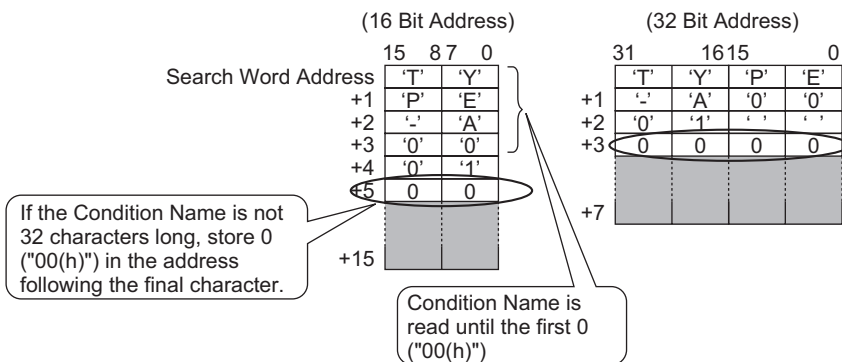 (16 Bit Address)
15 8 7 0
Search Word Address 'T' 'Y'
+1 'P' 'E'
+2 '-' 'A'
+3 '0' '0'
+4 '0' '1'
+5 0 0
+15
(32 Bit Address)
31 1615 0
'T' 'Y' 'P' 'E'
+1 '-' 'A' '0' '0'
+2 '0' '1' ' ' ' '
+3 0 0 0 0
+7
If the Condition Name is not
32 characters long, store 0
("00(h)") in the address
following the final character.
Condition Name is
read until the first 0
("00(h)")